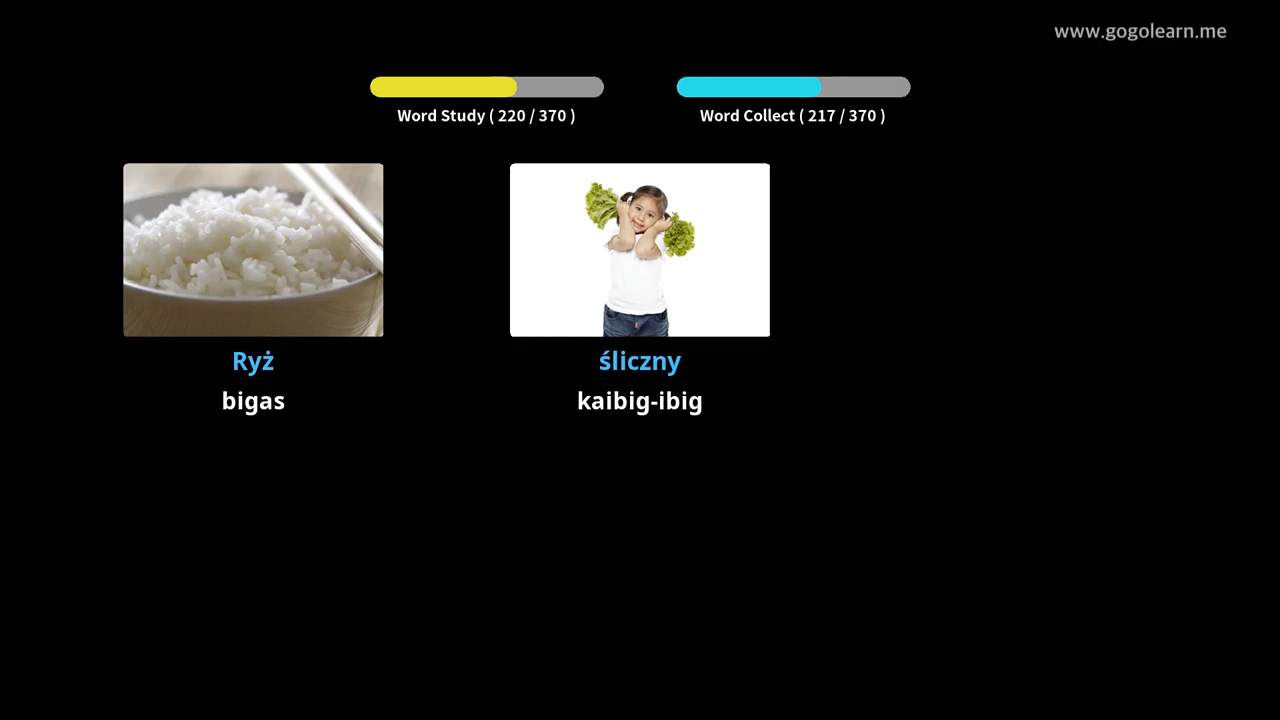 www.gogolearn.me
Word Study ( 220 / 370 )
Word Collect ( 217 / 370 )
Ryż
bigas
śliczny
kaibig-ibig